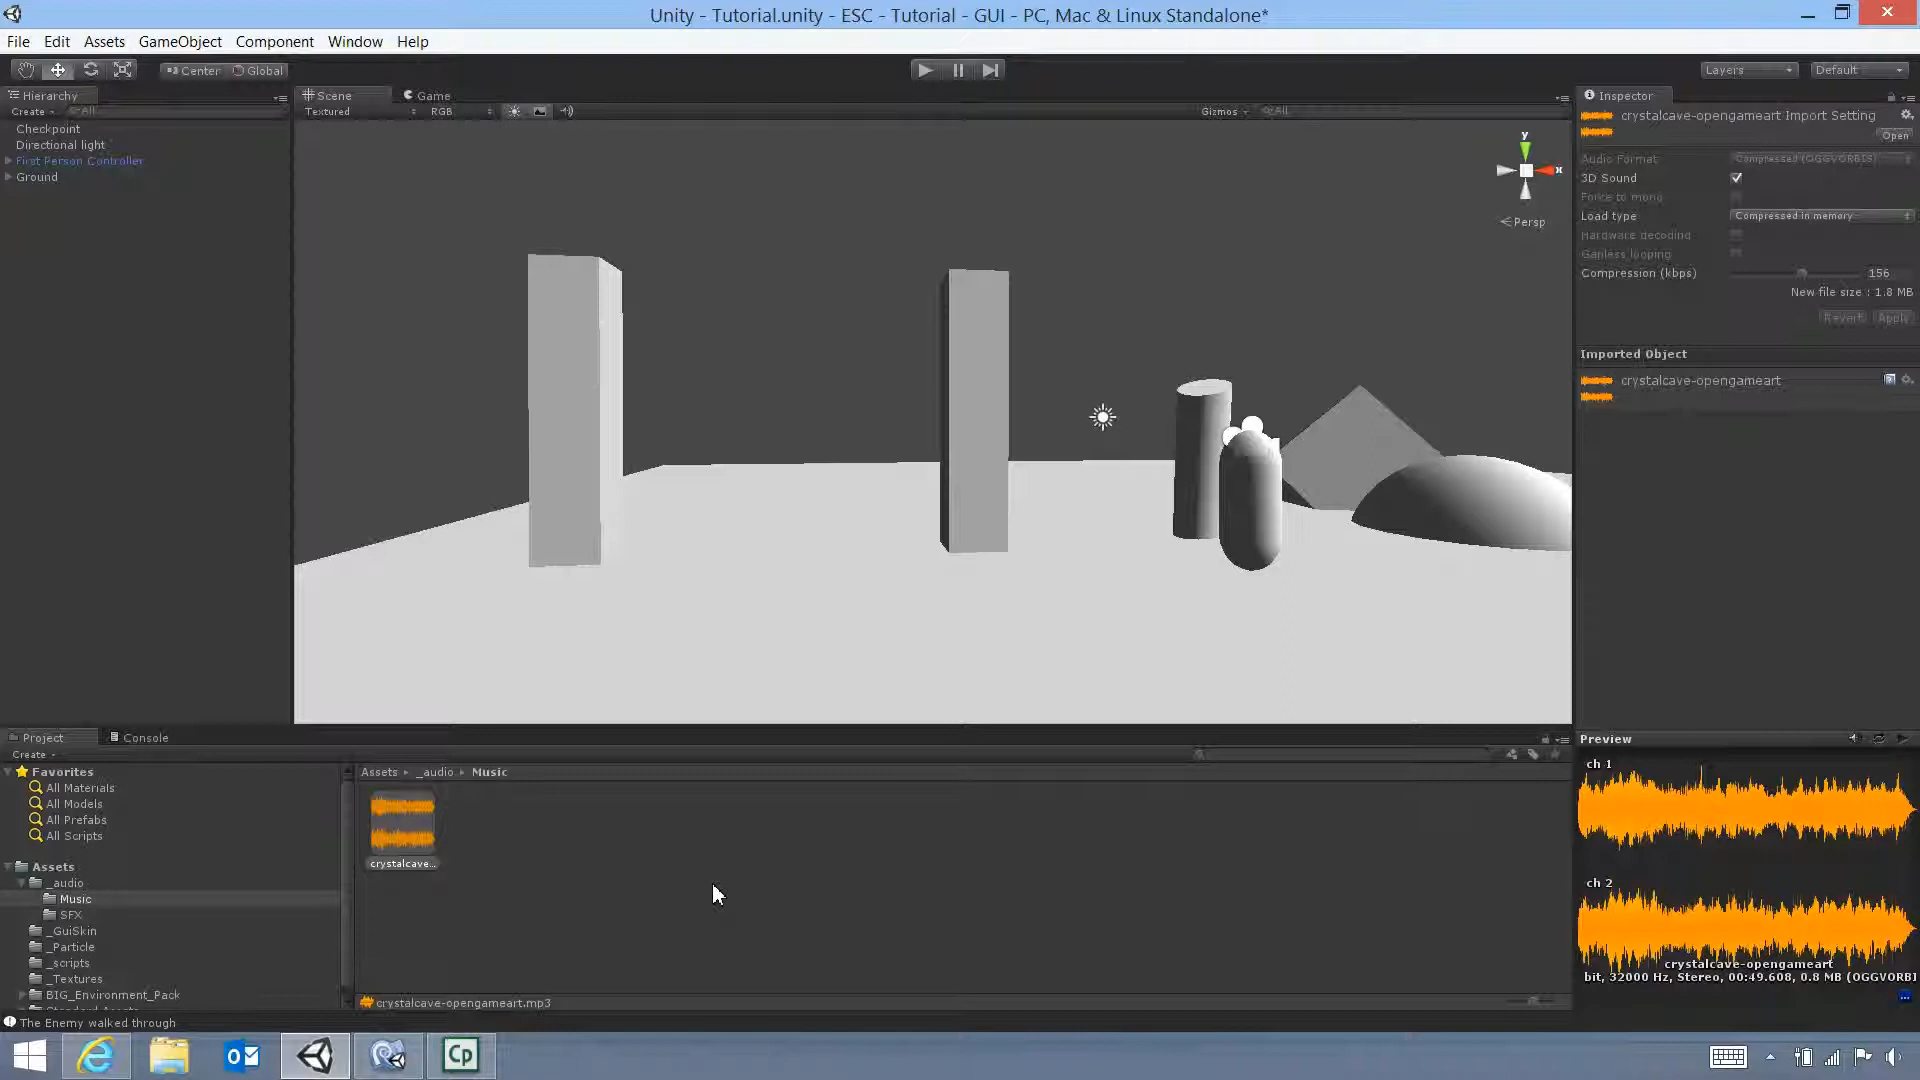 Unity - Tutorial.unity - ESC - Tutorial - GUI - PC, Mac & Linux Standalone*
File Edit Assets GameObject Component Window Help
Center Global
Layers Default
Hierarchy
Create All
Checkpoint
Directional light
First Person Controller
Ground
Scene Game
Textured RGB Gizmos All
y
x
Persp
Inspector
crystalcave-opengameart Import Setting
Open
Audio Format Compressed (OGGVORBIS)
3D Sound
Force to mono
Load type Compressed in memory
Hardware decoding
Gapless looping
Compression (kbps) 156
New file size : 1.8 MB
Revert Apply
Imported Object
crystalcave-opengameart
Project Console
Create
Favorites
All Materials
All Models
All Prefabs
All Scripts
Assets
_audio
Music
SFX
_GuiSkin
_Particle
_scripts
_Textures
BIG_Environment_Pack
Assets _audio Music
crystalcave...
crystalcave-opengameart.mp3
Preview
ch 1
ch 2
crystalcave-opengameart
bit, 32000 Hz, Stereo, 00:49.608, 0.8 MB (OGGVORBI
The Enemy walked through
Cp